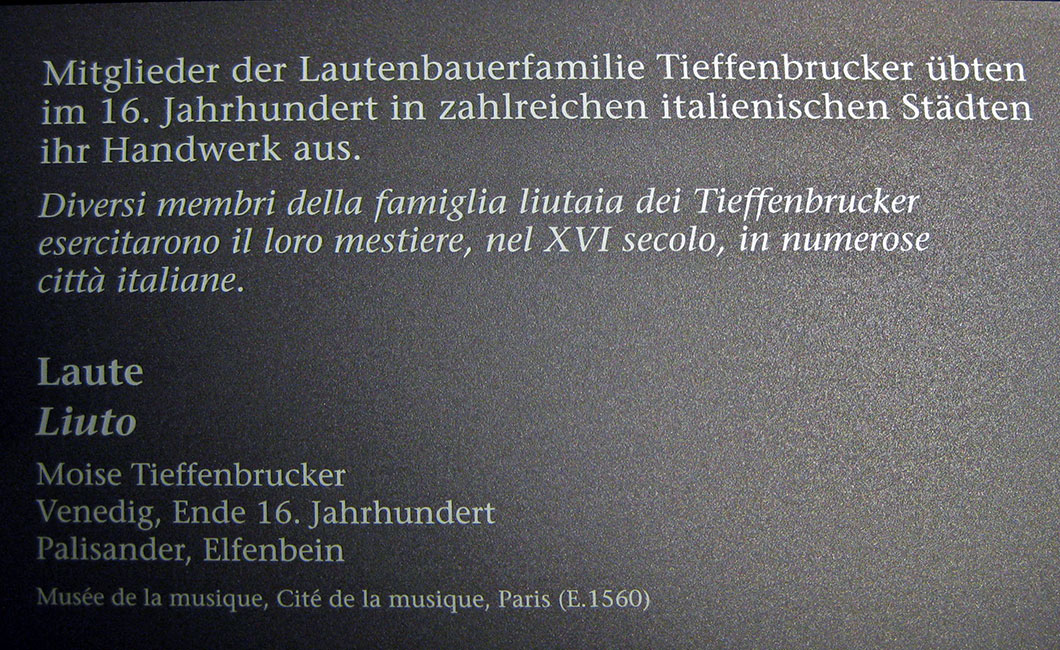 Mitglieder der Lautenbauerfamilie Tieffenbrucker übten
im 16. Jahrhundert in zahlreichen italienischen Städten
ihr Handwerk aus.
Diversi membri della famiglia liutaia dei Tieffenbrucker
esercitarono il loro mestiere, nel XVI secolo, in numerose
città italiane.
Laute
Liuto
Moise Tieffenbrucker
Venedig, Ende 16. Jahrhundert
Palisander, Elfenbein
Musée de la musique, Cité de la musique, Paris (E.1560)